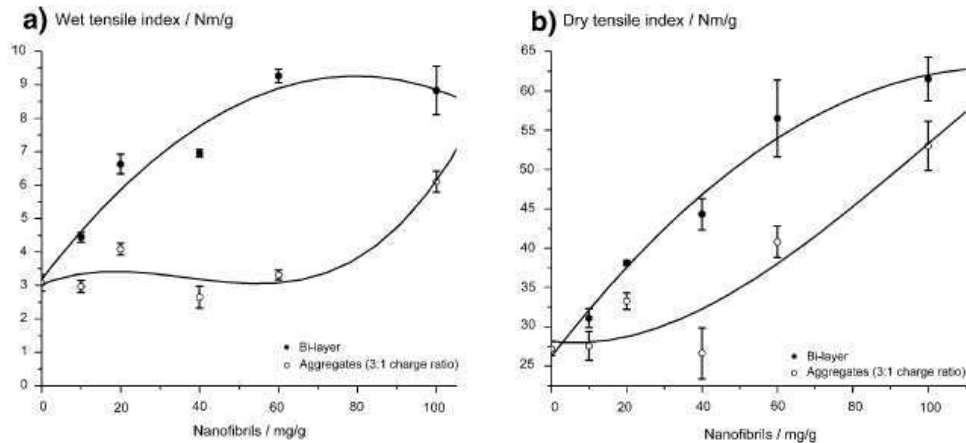 a) Wet tensile index / Nm/g
10
9
8
7
6
5
4
3
2
1
0
0 20 40 60 80 100
Bi-layer
Aggregates (3:1 charge ratio)
Nanofibrils / mg/g
b) Dry tensile index / Nm/g
65
60
55
50
45
40
35
30
25
0 20 40 60 80 100
Bi-layer
Aggregates (3:1 charge ratio)
Nanofibrils / mg/g